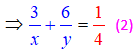 ⇒ 3/x + 6/y = 1/4 (2)